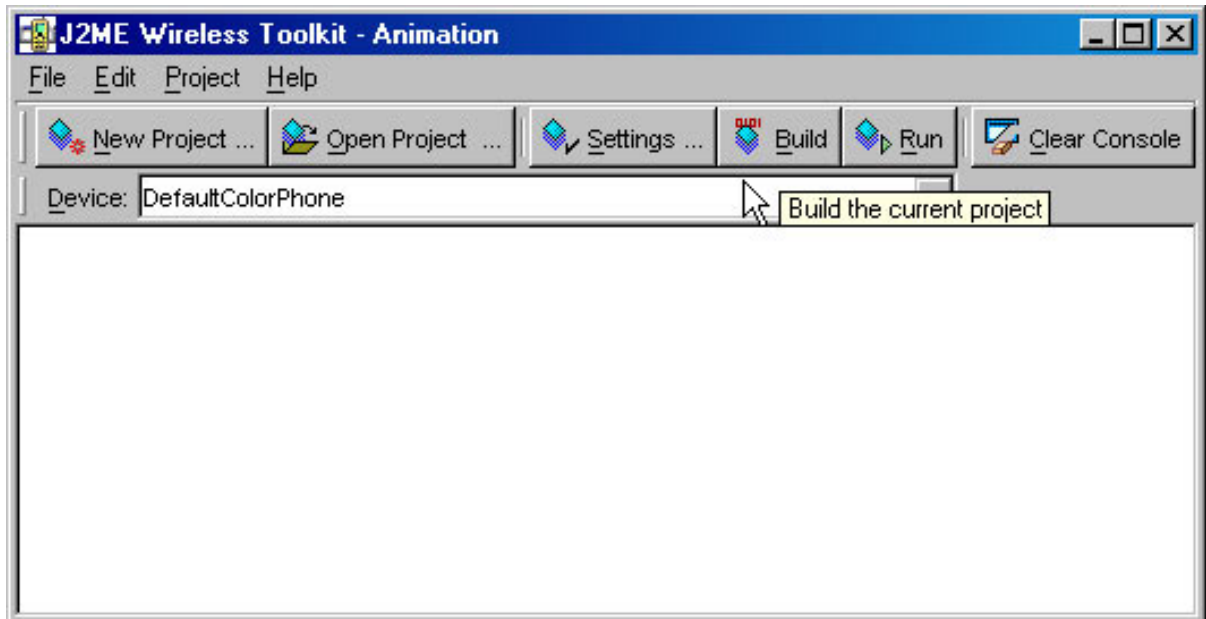 J2ME Wireless Toolkit - Animation
File Edit Project Help
New Project ... Open Project ... Settings ... Build Run Clear Console
Device: DefaultColorPhone
Build the current project